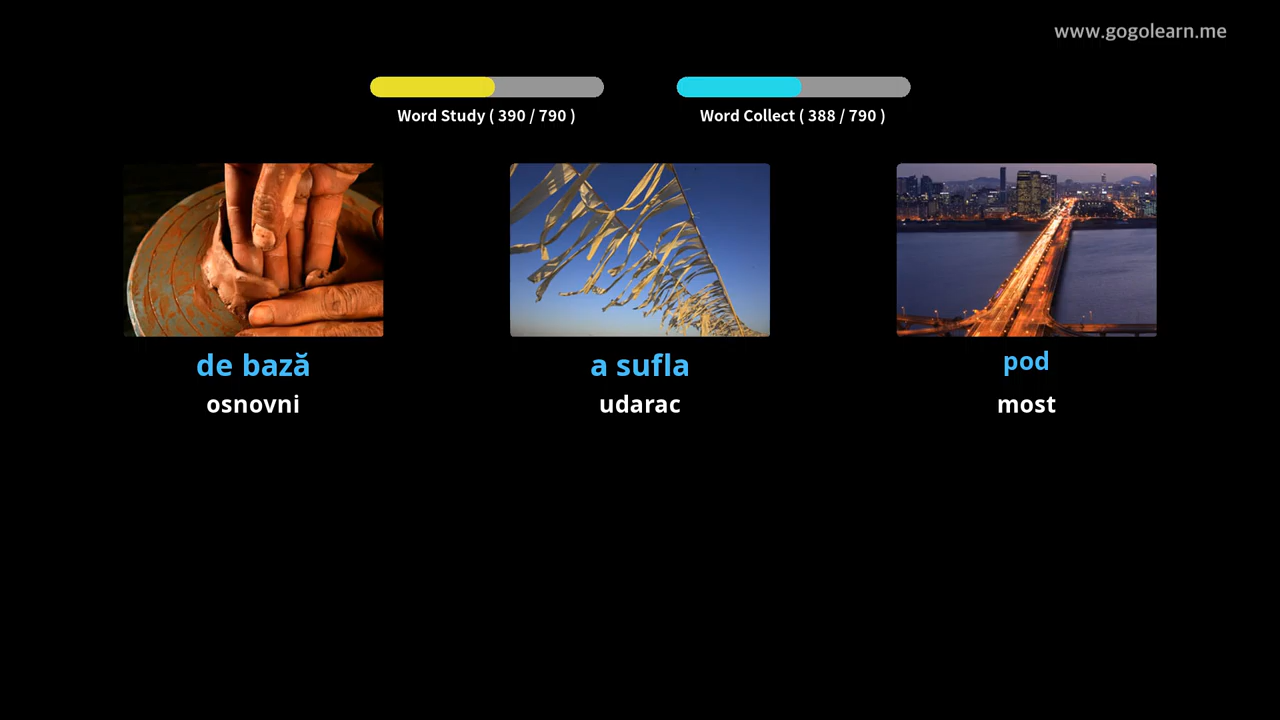 www.gogolearn.me
Word Study ( 390 / 790 )
Word Collect ( 388 / 790 )
de bază
osnovni
a sufla
udarac
pod
most